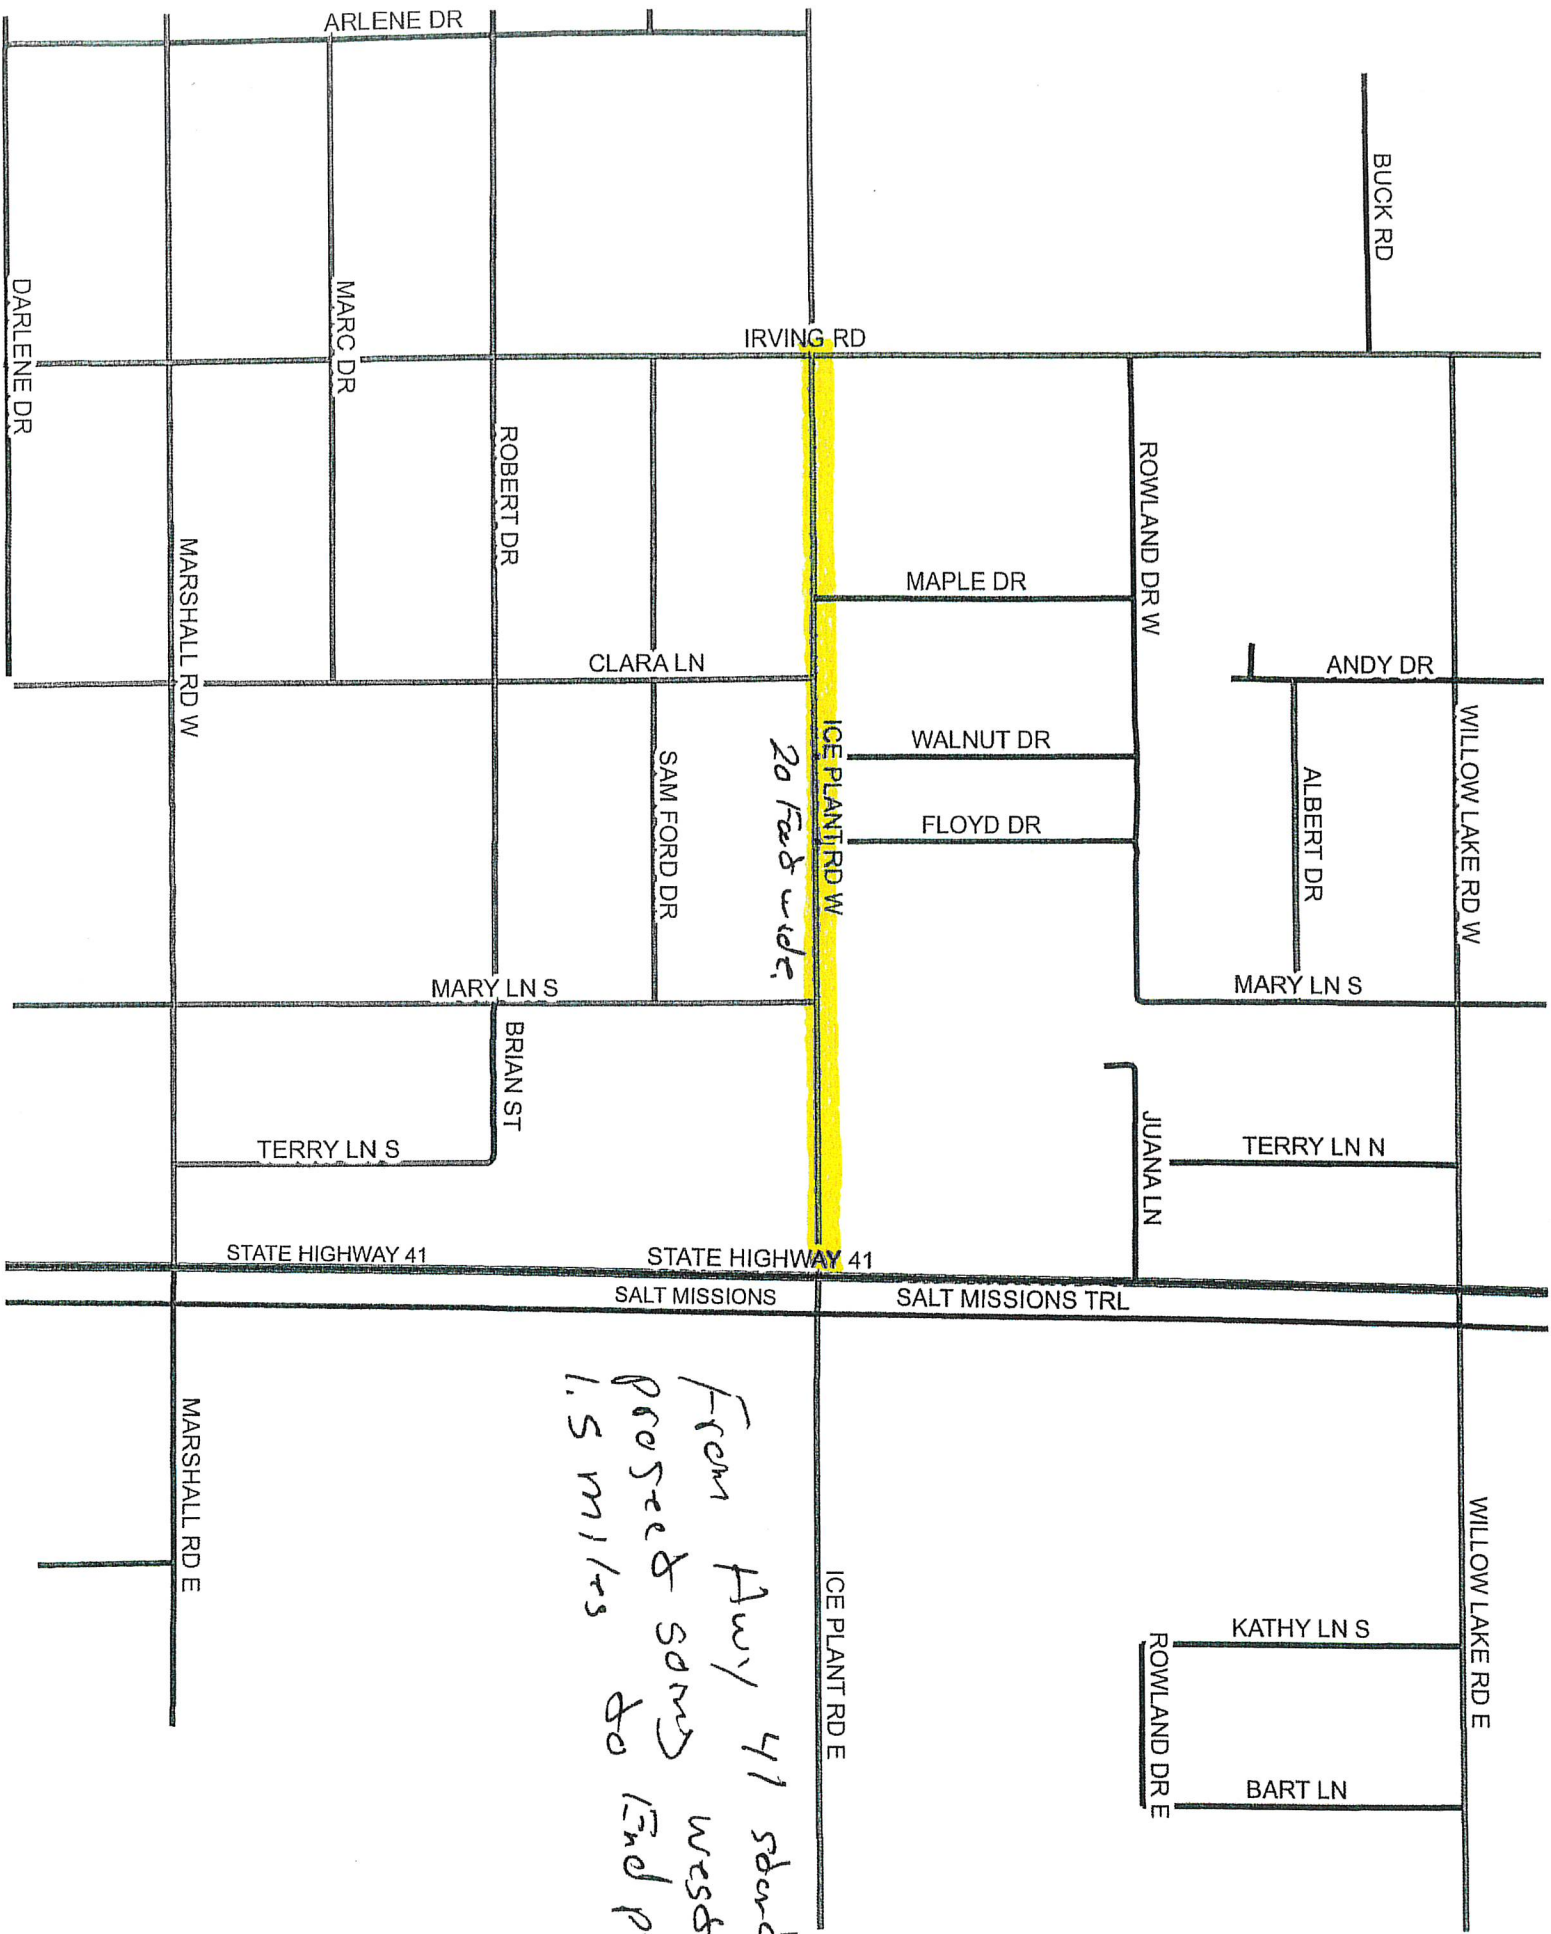 ARLENE DR
BUCK RD
DARLENE DR
MARC DR
IRVING RD
ROBERT DR
ROWLAND DR W
MARSHALL RD W
MAPLE DR
CLARA LN
ANDY DR
WILLOW LAKE RD W
SAM FORD DR
20 Foot wide.
ICE PLANT RD W
WALNUT DR
ALBERT DR
FLOYD DR
MARY LN S
MARY LN S
BRIAN ST
JUANA LN
TERRY LN S
TERRY LN N
STATE HIGHWAY 41
STATE HIGHWAY 41
SALT MISSIONS
SALT MISSIONS TRL
From Hwy 41
project going west
1.5 miles to End
MARSHALL RD E
ICE PLANT RD E
WILLOW LAKE RD E
KATHY LN S
ROWLAND DR E
BART LN